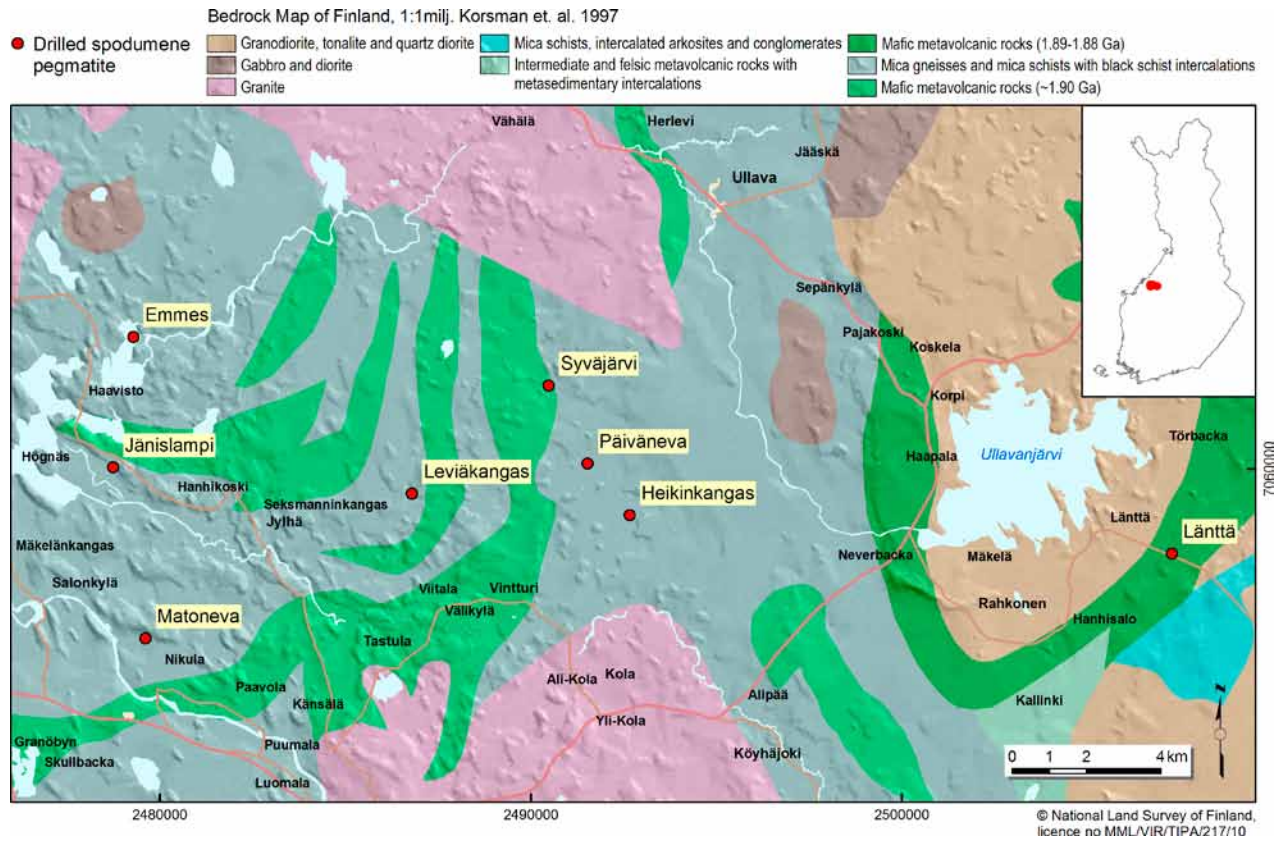 Bedrock Map of Finland, 1:1milj. Korsman et. al. 1997
Drilled spodumene
pegmatite
Granodiorite, tonalite and quartz diorite
Gabbro and diorite
Granite
Mica schists, intercalated arkosites and conglomerates
Intermediate and felsic metavolcanic rocks with
metasedimentary intercalations
Mafic metavolcanic rocks (1.89-1.88 Ga)
Mica gneisses and mica schists with black schist intercalations
Mafic metavolcanic rocks (~1.90 Ga)
Vähälä
Herlevi
Jääskä
Ullava
Sepänkylä
Emmes
Pajakoski
Koskela
Syväjärvi
Haavisto
Korpi
Törbacka
Jänislampi
Päiväneva
Högnäs
Haapala
Ullavanjärvi
7060000
Leviäkangas
Hanhikoski
Heikinkangas
Seksmanninkangas
Jylhä
Länttä
Länttä
Mäkelänkangas
Neverbacka
Mäkelä
Salonkylä
Viitala
Vintturi
Rahkonen
Välikylä
Hanhisalo
Matoneva
Tastula
Nikula
Ali-Kola
Kola
Paavola
Alipää
Kallinki
Känsälä
Yli-Kola
z
Granöbyn
Puumala
Köyhäjoki
Skullbacka
0 1 2 4 km
Luomala
2480000
2490000
2500000
© National Land Survey of Finland,
licence no MML/VIR/TIPA/217/10